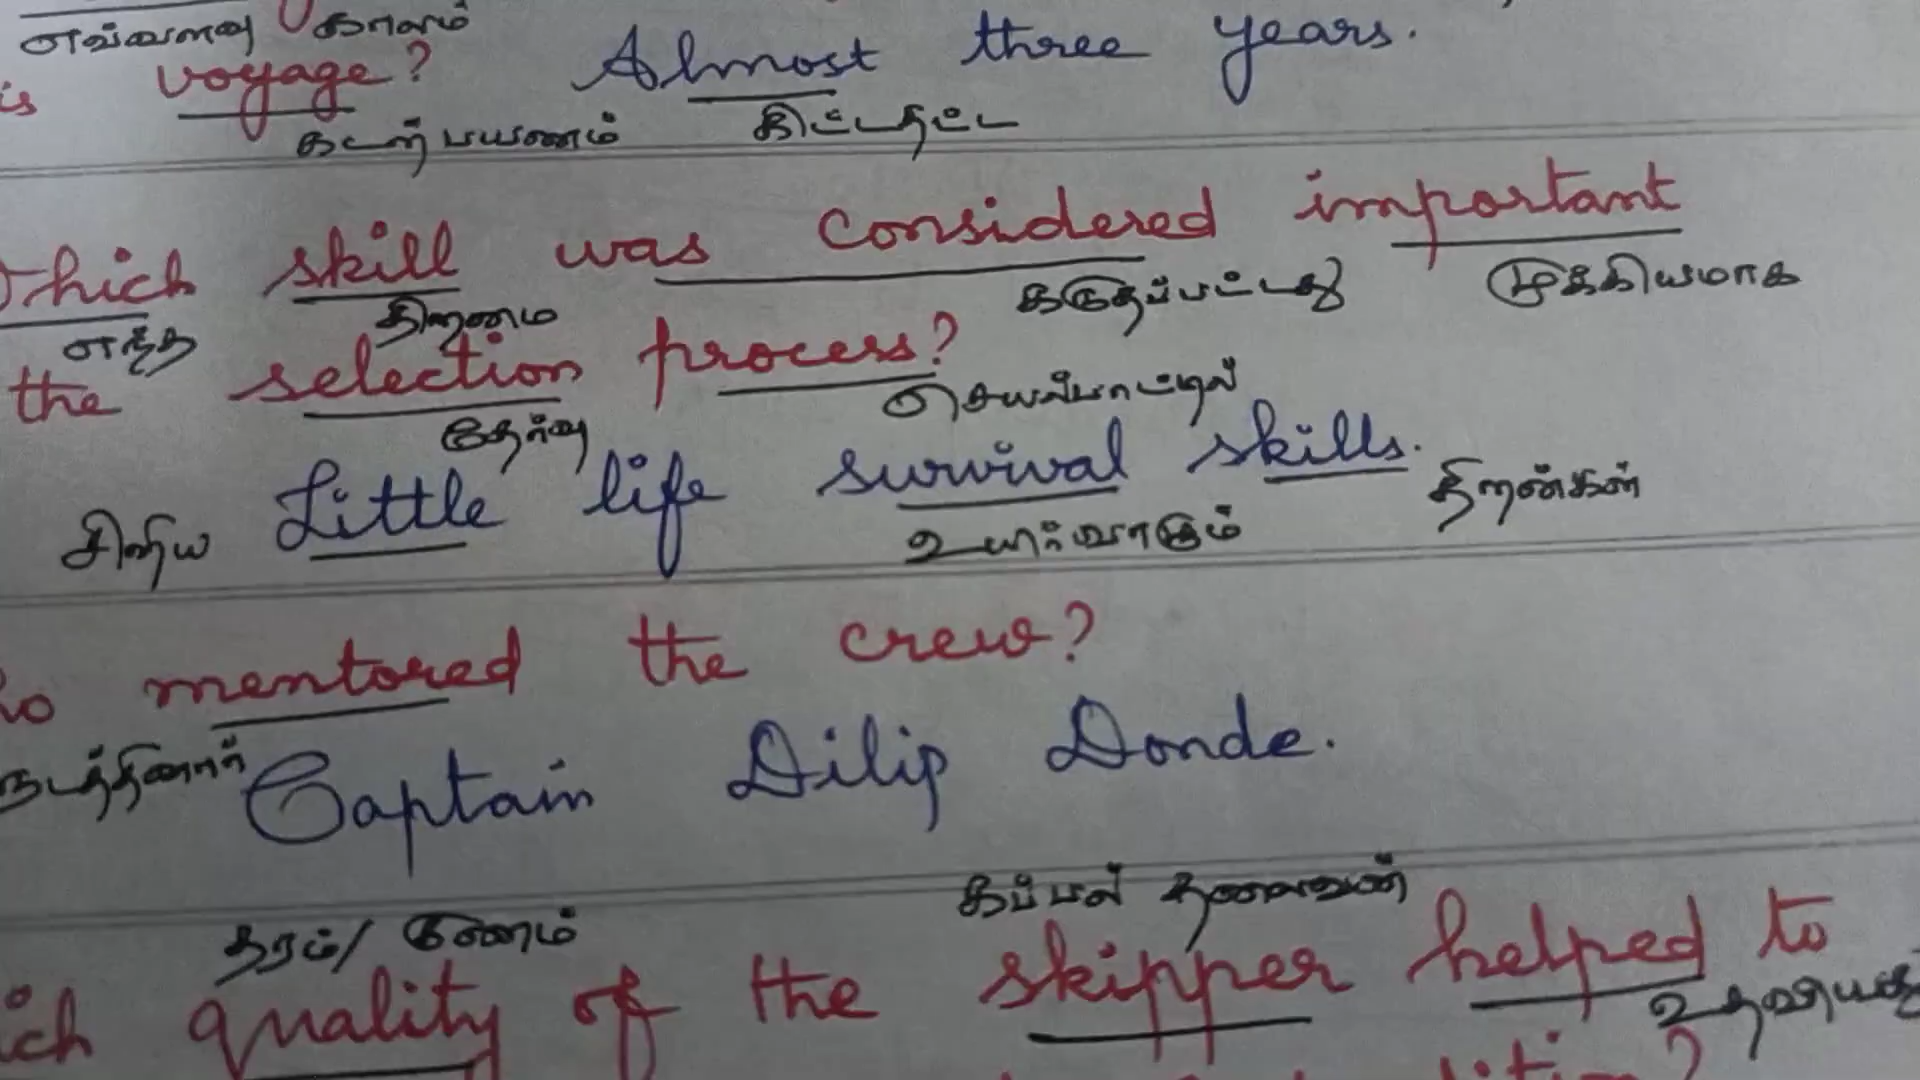 எவ்வளவு காலம்
is voyage? Almost three years.
கடல் பயணம் கிட்டதட்ட
Which skill was considered important
எந்த திறமை கருதப்பட்டது முக்கியமாக
the selection process?
தேர்வு செயல்பாட்டில்
சிறிய Little life survival skills. திறன்கள்
உயிர்வாழும்
mentored the crew?
நடத்தினார் Captain Dilip Donde.
தரம்/ குணம் கப்பல் தலைவன்
ich quality of the skipper helped to